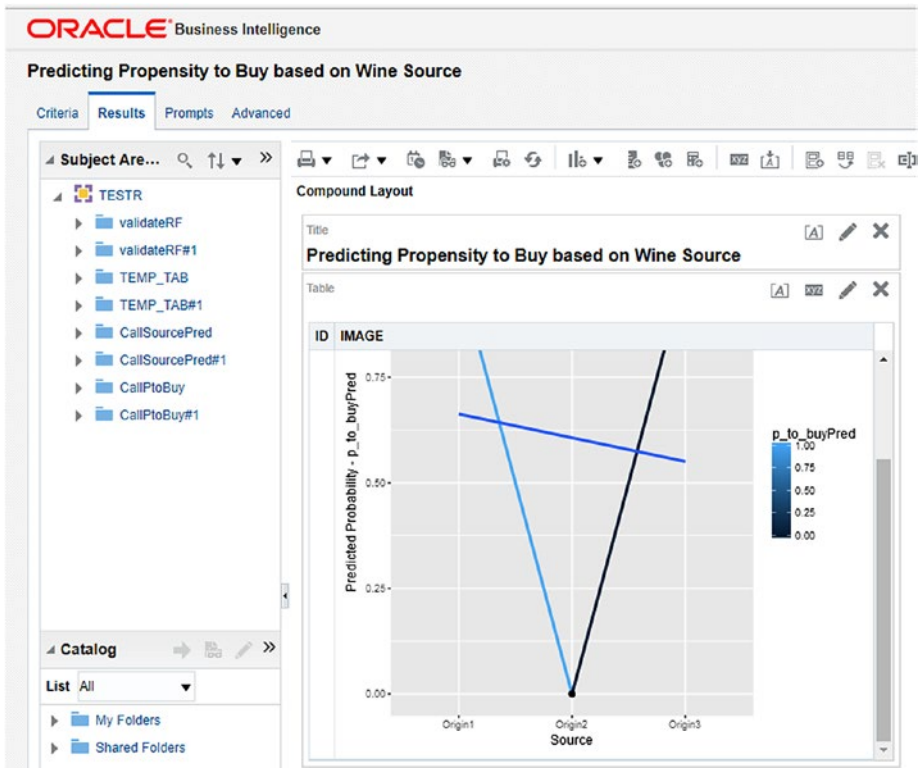 ORACLE Business Intelligence
Predicting Propensity to Buy based on Wine Source
Criteria Results Prompts Advanced
Subject Are...
TESTR
validateRF
validateRF#1
TEMP_TAB
TEMP_TAB#1
CallSourcePred
CallSourcePred#1
CallPtoBuy
CallPtoBuy#1
Catalog
List All
My Folders
Shared Folders
Compound Layout
Title
Predicting Propensity to Buy based on Wine Source
Table
ID IMAGE
Predicted Probability - p_to_buyPred
0.75
0.50
0.25
0.00
Origin1 Origin2 Origin3
Source
p_to_buyPred
1.00
0.75
0.50
0.25
0.00